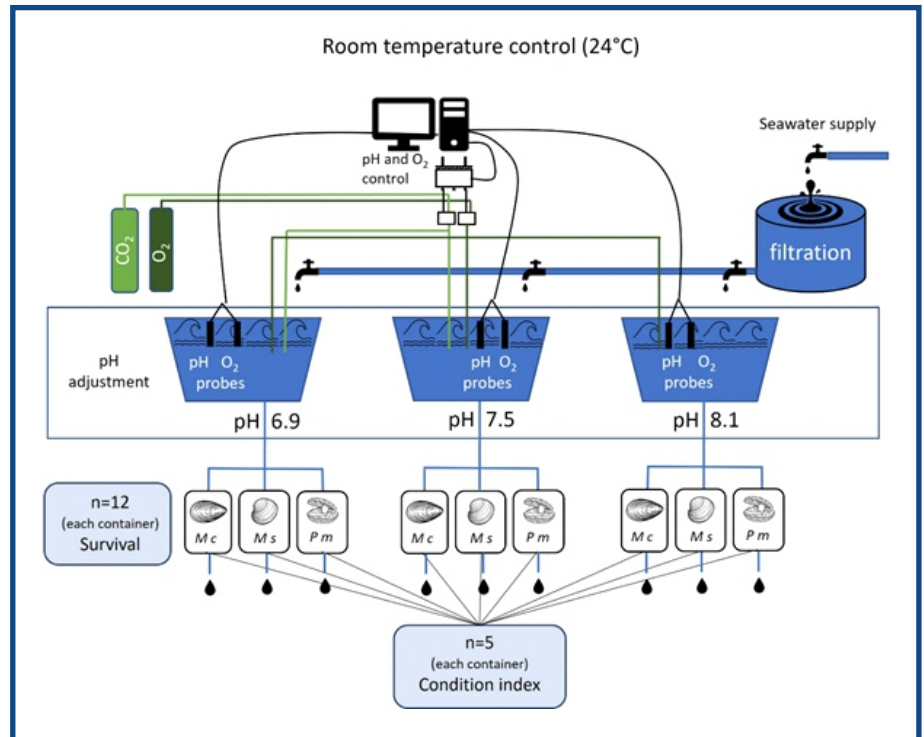 Room temperature control (24°C)
Seawater supply
pH and O₂
control
CO₂
O₂
filtration
pH
adjustment
pH O₂
probes
pH O₂
probes
pH O₂
probes
pH 6.9
pH 7.5
pH 8.1
n=12
(each container)
Survival
M c
M s
P m
M c
M s
P m
M c
M s
P m
n=5
(each container)
Condition index